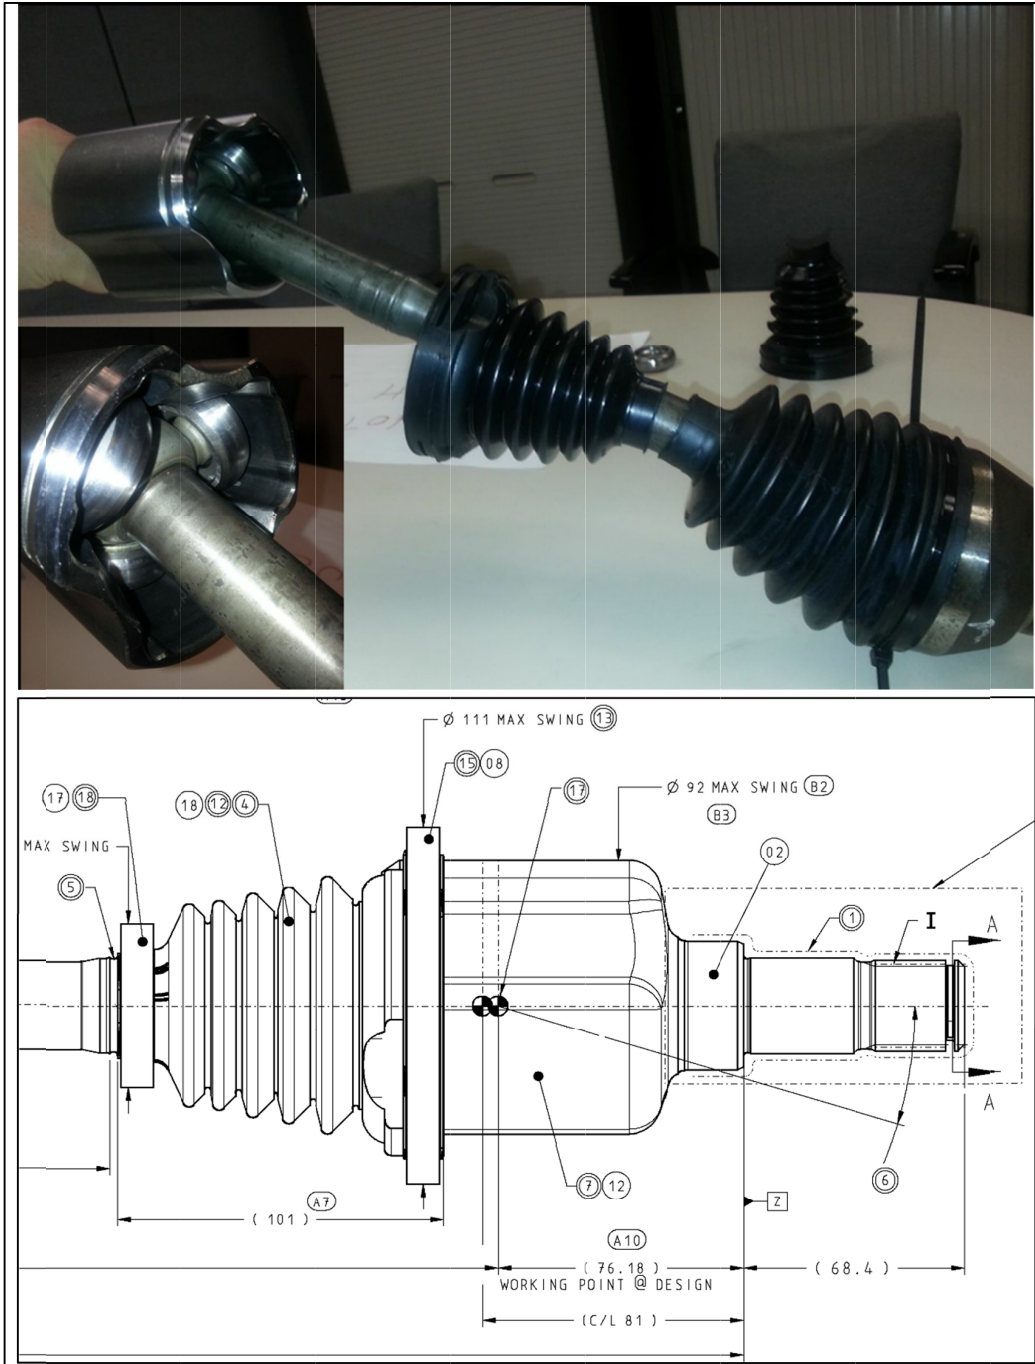 Ø 111 MAX SWING 13
15 08
17
Ø 92 MAX SWING B2
B3
17 18
18 12 4
MAX SWING
02
5
1
I
A
A
6
7 12
Z
A7
( 101 )
A10
( 76.18 )
( 68.4 )
WORKING POINT @ DESIGN
(C/L 81 )